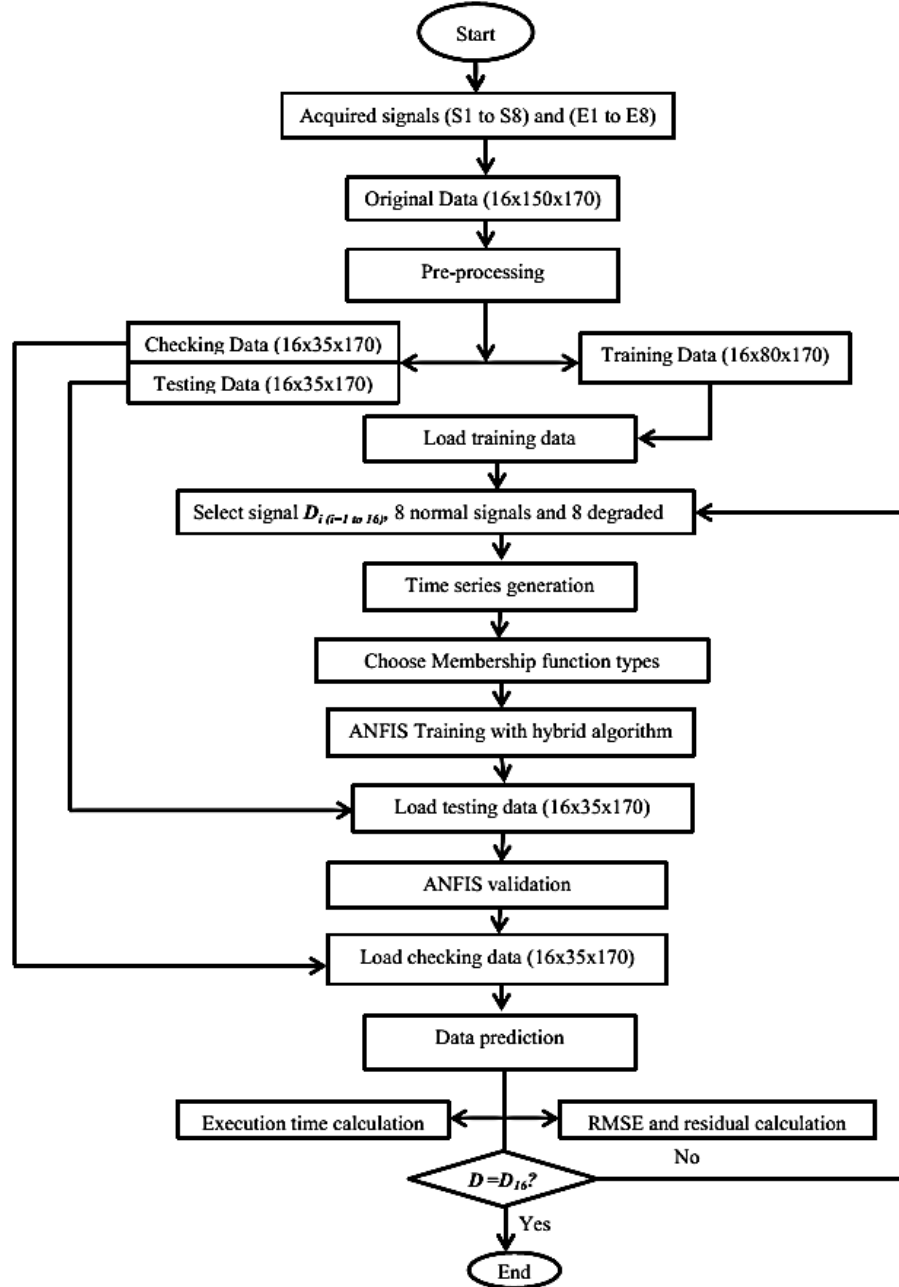 Start
Acquired signals (S1 to S8) and (E1 to E8)
Original Data (16x150x170)
Pre-processing
Checking Data (16x35x170)
Testing Data (16x35x170)
Training Data (16x80x170)
Load training data
Select signal D i (i=1 to 16), 8 normal signals and 8 degraded
Time series generation
Choose Membership function types
ANFIS Training with hybrid algorithm
Load testing data (16x35x170)
ANFIS validation
Load checking data (16x35x170)
Data prediction
Execution time calculation
RMSE and residual calculation
No
D=D16?
Yes
End